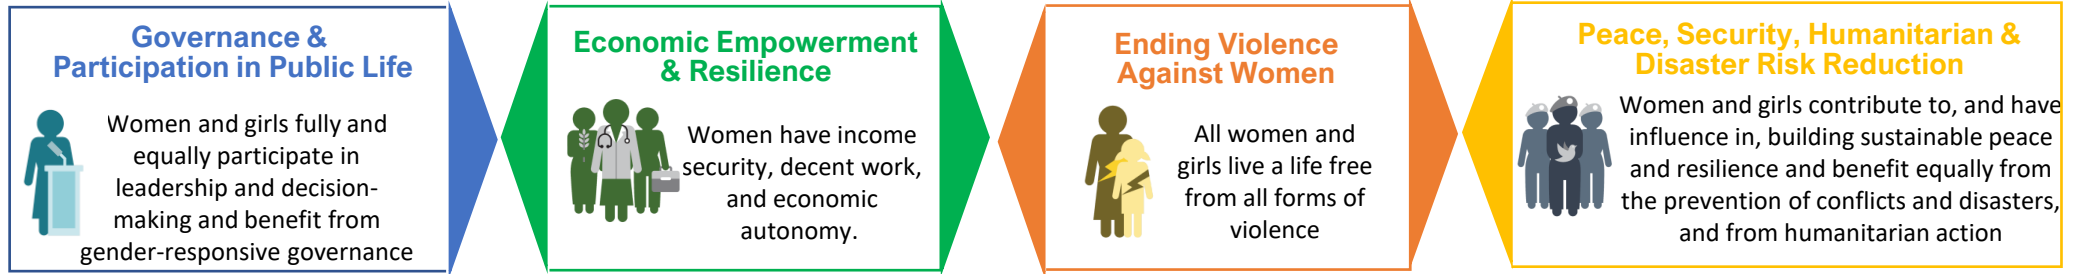 Governance &
Participation in Public Life
Women and girls fully and
equally participate in
leadership and decision-
making and benefit from
gender-responsive governance
Economic Empowerment
& Resilience
Women have income
security, decent work,
and economic
autonomy.
Ending Violence
Against Women
All women and
girls live a life free
from all forms of
violence
Peace, Security, Humanitarian &
Disaster Risk Reduction
Women and girls contribute to, and have
influence in, building sustainable peace
and resilience and benefit equally from
the prevention of conflicts and disasters,
and from humanitarian action